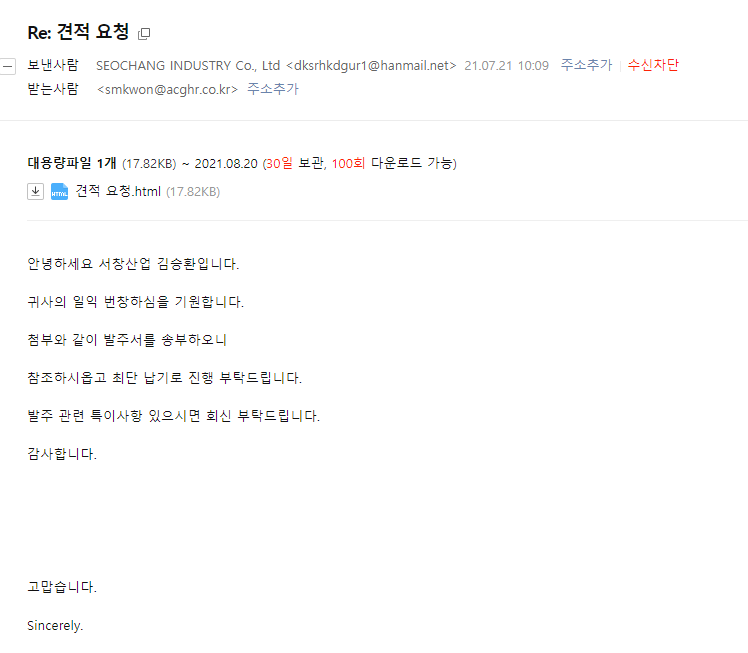 Re: 견적 요청
보낸사람 SEOCHANG INDUSTRY Co., Ltd <dksrhkdgur1@hanmail.net> 21.07.21 10:09 주소추가 수신차단
받는사람 <smkwon@acghr.co.kr> 주소추가
대용량파일 1개 (17.82KB) ~ 2021.08.20 (30일 보관, 100회 다운로드 가능)
HTML 견적 요청.html (17.82KB)
안녕하세요 서창산업 김승환입니다.
귀사의 일익 번창하심을 기원합니다.
첨부와 같이 발주서를 송부하오니
참조하시옵고 최단 납기로 진행 부탁드립니다.
발주 관련 특이사항 있으시면 회신 부탁드립니다.
감사합니다.
고맙습니다.
Sincerely.